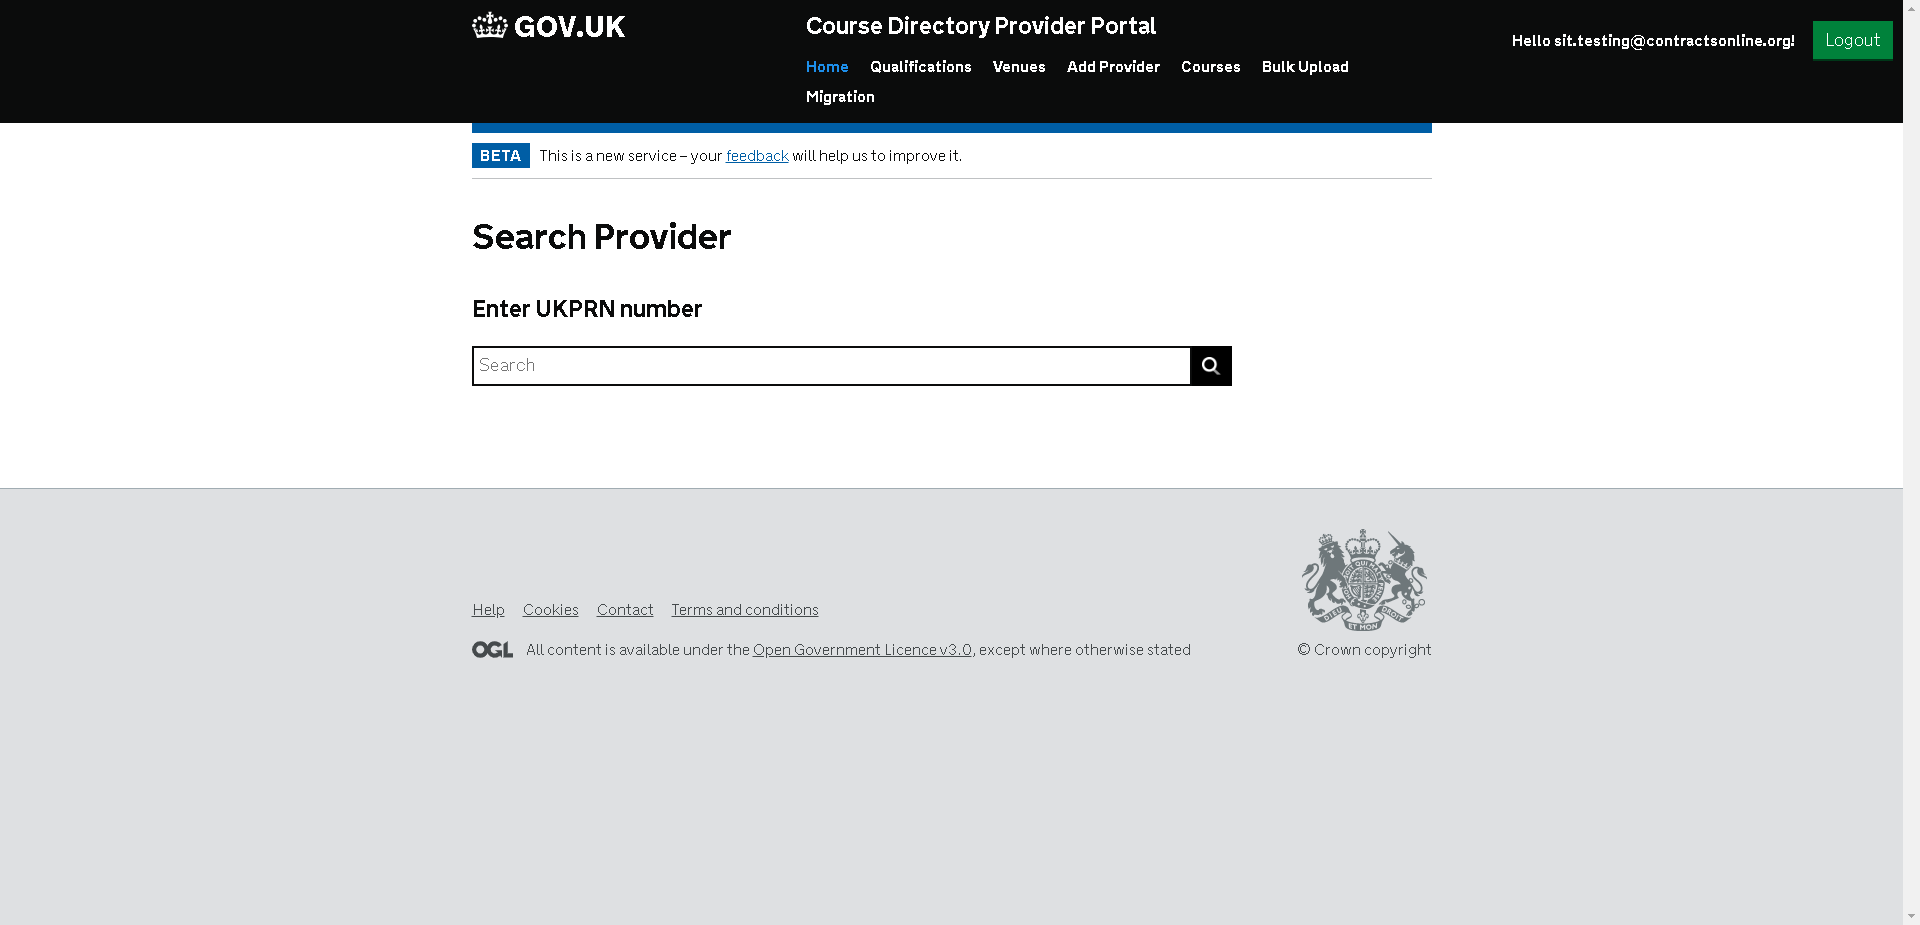 GOV.UK
Course Directory Provider Portal
Home Qualifications Venues Add Provider Courses Bulk Upload
Migration
Hello sit.testing@contractsonline.org!
Logout
BETA This is a new service – your feedback will help us to improve it.
Search Provider
Enter UKPRN number
Search
Help Cookies Contact Terms and conditions
OGL All content is available under the Open Government Licence v3.0, except where otherwise stated
DIEU ET MON DROIT
© Crown copyright